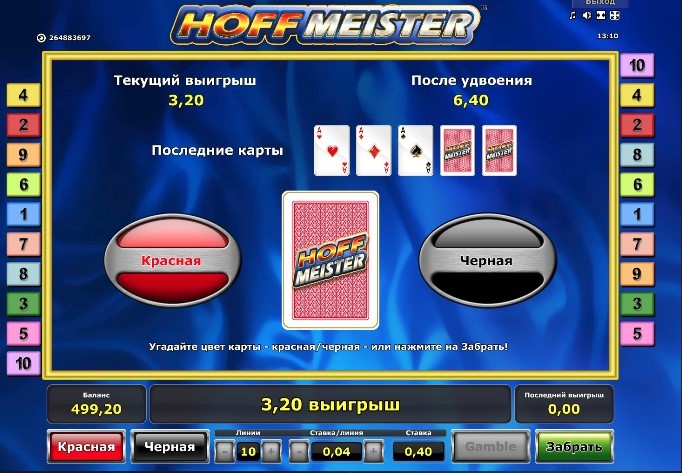 ВЫХОД
HOFFMEISTER
264883697
13:10
Текущий выигрыш
3,20
После удвоения
6,40
Последние карты
A A A
HOFF MEISTER
HOFF MEISTER
Красная
HOFF MEISTER
Черная
Угадайте цвет карты - красная/черная - или нажмите на Забрать!
4
2
9
6
1
7
8
3
5
10
10
4
2
8
6
1
7
9
3
5
Баланс
499,20
3,20 выигрыш
Последний выигрыш
0,00
Красная
Черная
Линии
- 10 +
Ставка/линия
- 0,04 +
Ставка
0,40
Gamble
Забрать